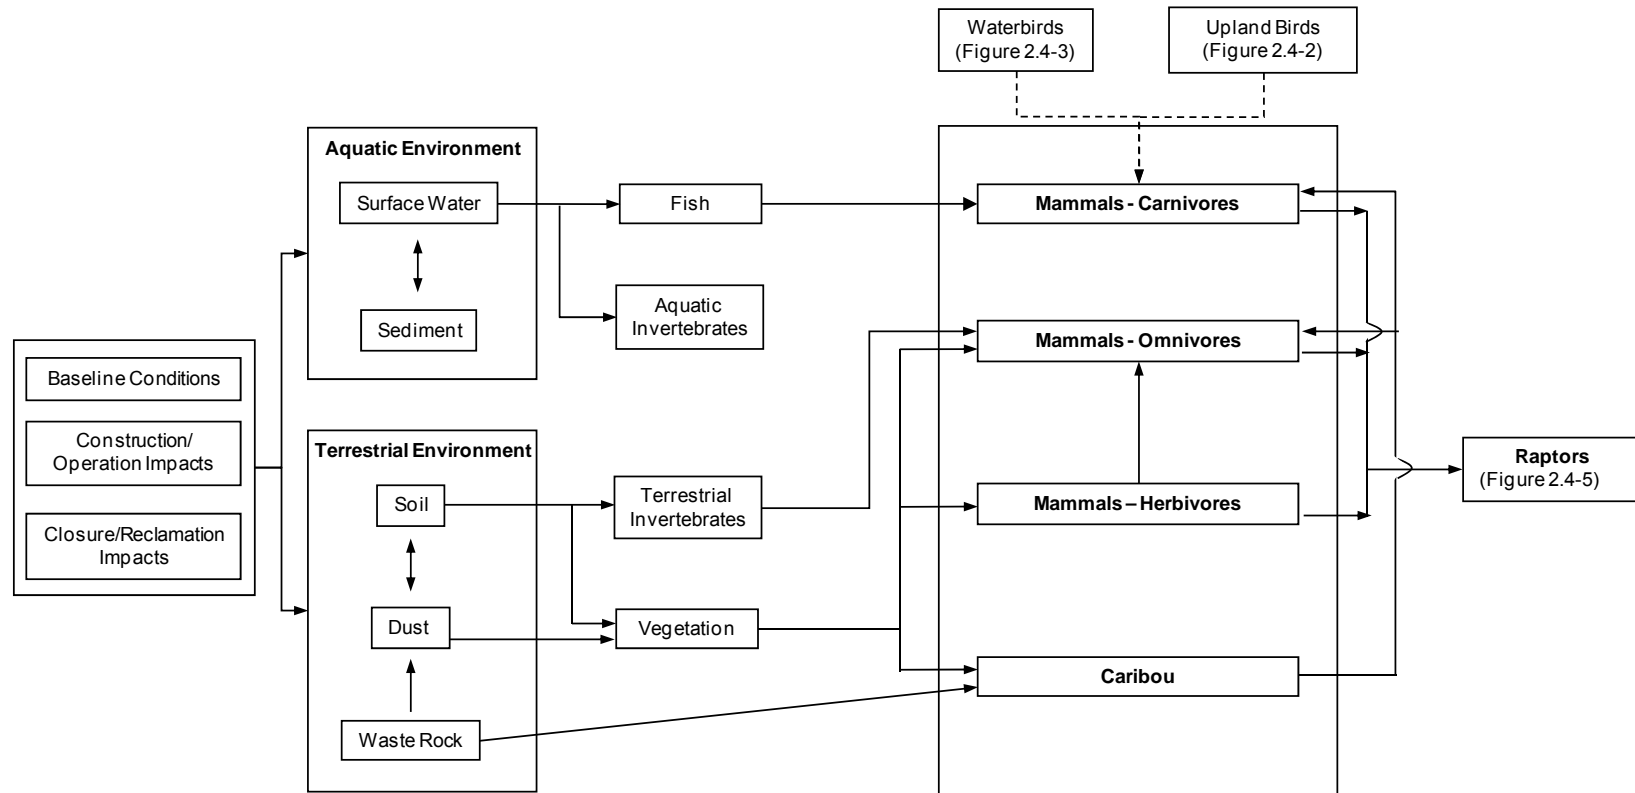 Waterbirds
(Figure 2.4-3)
Upland Birds
(Figure 2.4-2)
Aquatic Environment
Surface Water
Sediment
Fish
Aquatic
Invertebrates
Mammals - Carnivores
Mammals - Omnivores
Mammals – Herbivores
Caribou
Baseline Conditions
Construction/
Operation Impacts
Closure/Reclamation
Impacts
Terrestrial Environment
Soil
Dust
Waste Rock
Terrestrial
Invertebrates
Vegetation
Raptors
(Figure 2.4-5)